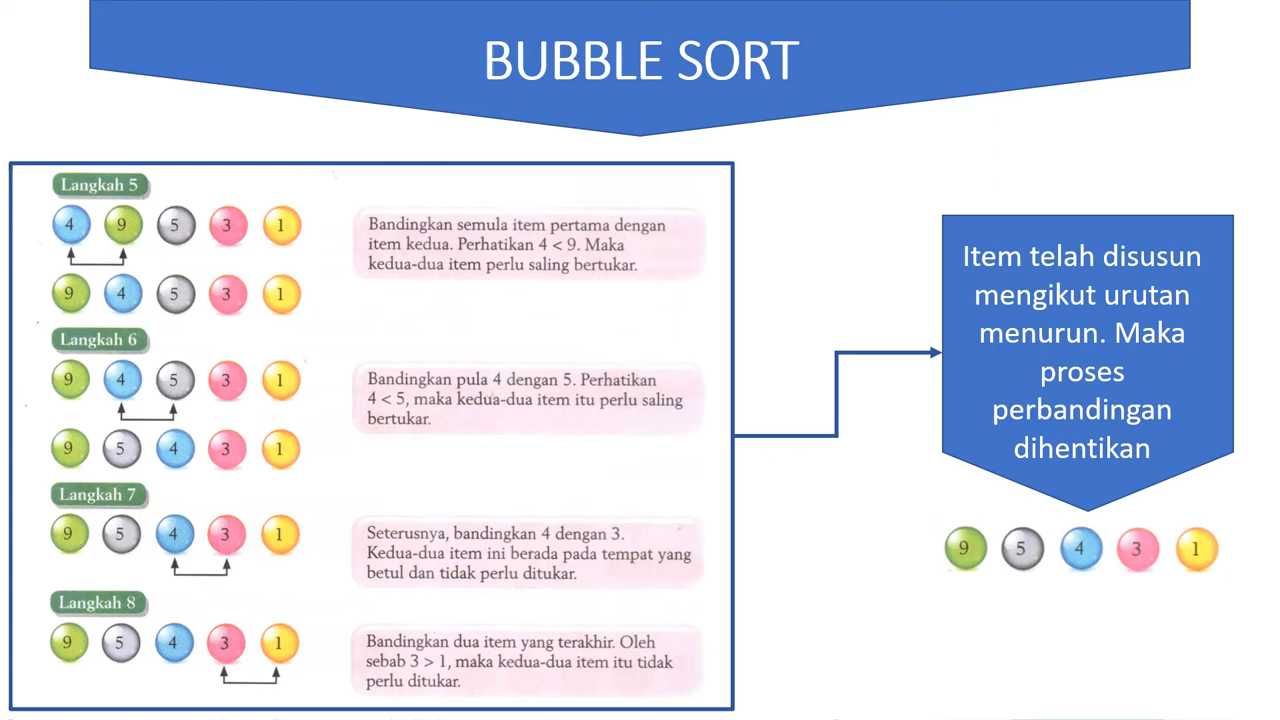 BUBBLE SORT
Langkah 5
4 9 5 3 1
Bandingkan semula item pertama dengan
item kedua. Perhatikan 4 < 9. Maka
kedua-dua item perlu saling bertukar.
9 4 5 3 1
Langkah 6
9 4 5 3 1
Bandingkan pula 4 dengan 5. Perhatikan
4 < 5, maka kedua-dua item itu perlu saling
bertukar.
9 5 4 3 1
Langkah 7
9 5 4 3 1
Seterusnya, bandingkan 4 dengan 3.
Kedua-dua item ini berada pada tempat yang
betul dan tidak perlu ditukar.
Langkah 8
9 5 4 3 1
Bandingkan dua item yang terakhir. Oleh
sebab 3 > 1, maka kedua-dua item itu tidak
perlu ditukar.
Item telah disusun
mengikut urutan
menurun. Maka
proses
perbandingan
dihentikan
9 5 4 3 1